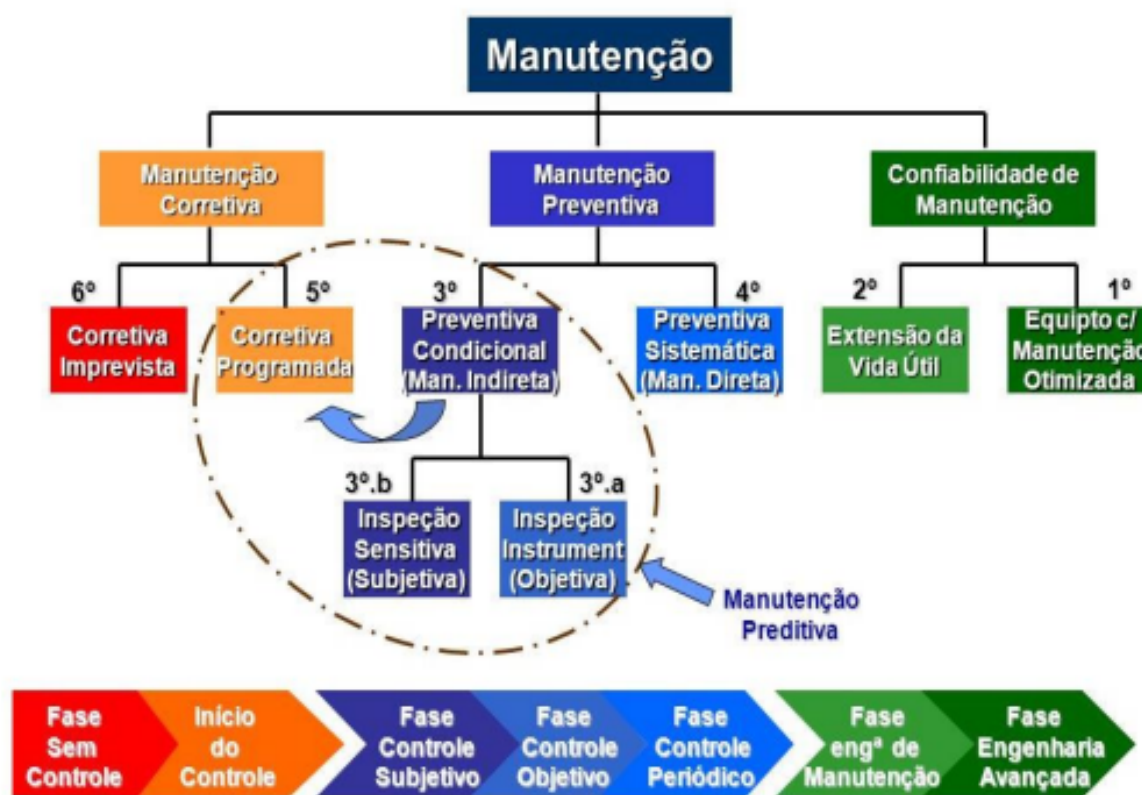 Manutenção
Manutenção
Corretiva
Manutenção
Preventiva
Confiabilidade de
Manutenção
6º
5º
3º
4º
2º
1º
Corretiva
Imprevista
Corretiva
Programada
Preventiva
Condicional
(Man. Indireta)
Preventiva
Sistemática
(Man. Direta)
Extensão da
Vida Útil
Equipto c/
Manutenção
Otimizada
3º.b
3º.a
Inspeção
Sensitiva
(Subjetiva)
Inspeção
Instrument
(Objetiva)
Manutenção
Preditiva
Fase
Sem
Controle
Início
do
Controle
Fase
Controle
Subjetivo
Fase
Controle
Objetivo
Fase
Controle
Periódico
Fase
engª de
Manutenção
Fase
Engenharia
Avançada